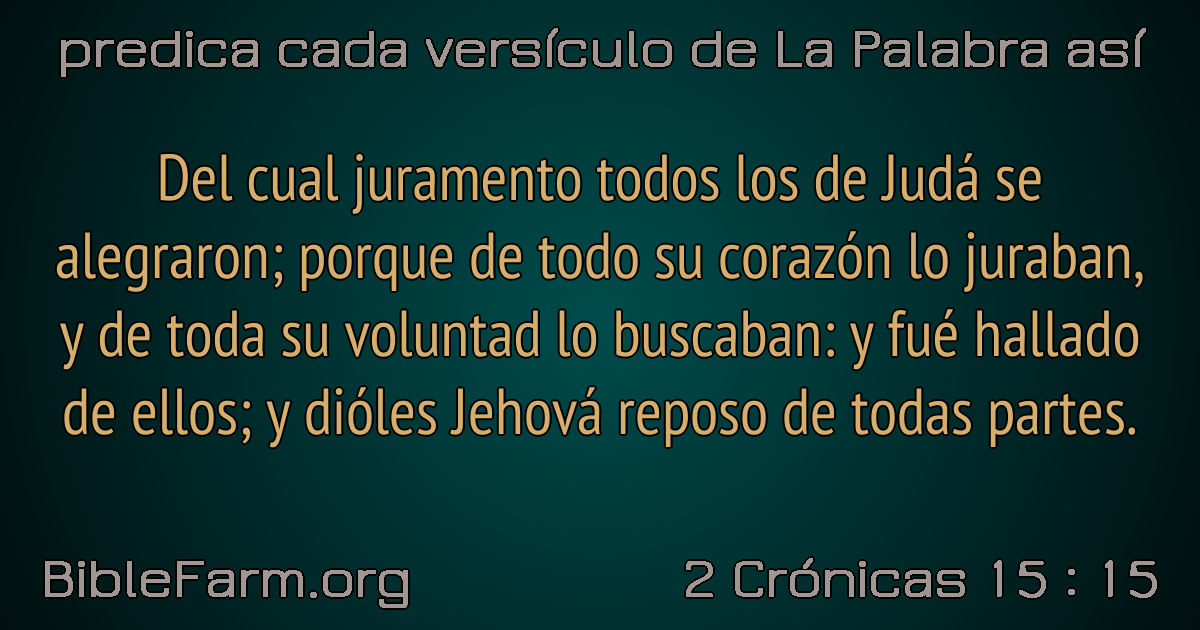 predica cada versículo de La Palabra así
Del cual juramento todos los de Judá se
alegraron; porque de todo su corazón lo juraban,
y de toda su voluntad lo buscaban: y fué hallado
de ellos; y dióles Jehová reposo de todas partes.
BibleFarm.org
2 Crónicas 15 : 15